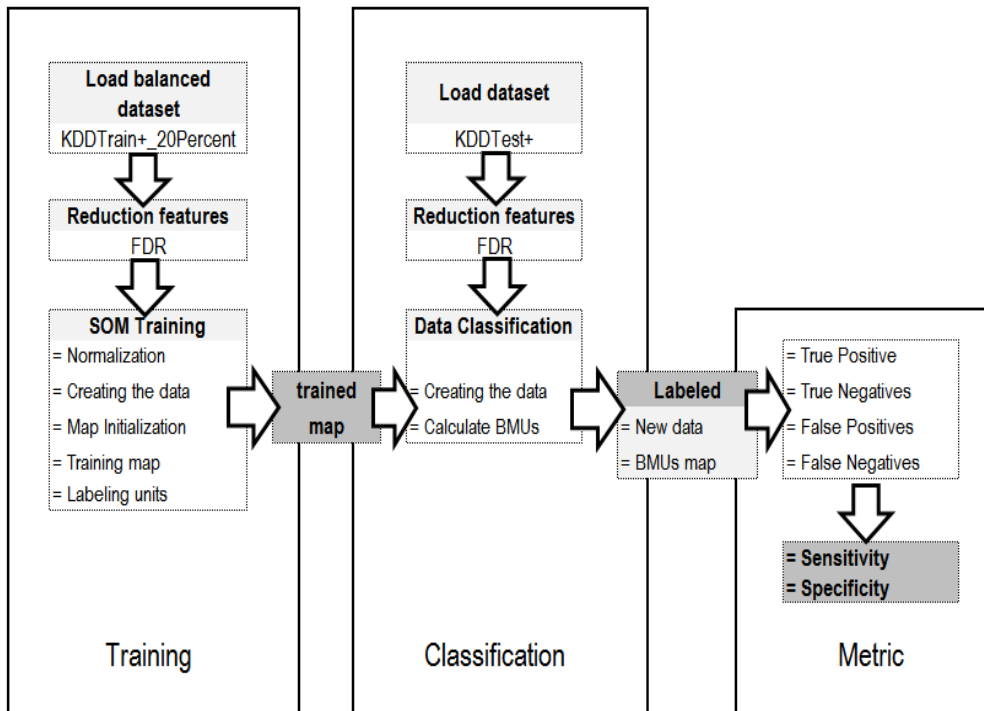 Load balanced
dataset
KDDTrain+_20Percent
Reduction features
FDR
SOM Training
= Normalization
= Creating the data
= Map Initialization
= Training map
= Labeling units
Training
trained
map
Load dataset
KDDTest+
Reduction features
FDR
Data Classification
= Creating the data
= Calculate BMUs
Classification
Labeled
= New data
= BMUs map
= True Positive
= True Negatives
= False Positives
= False Negatives
= Sensitivity
= Specificity
Metric